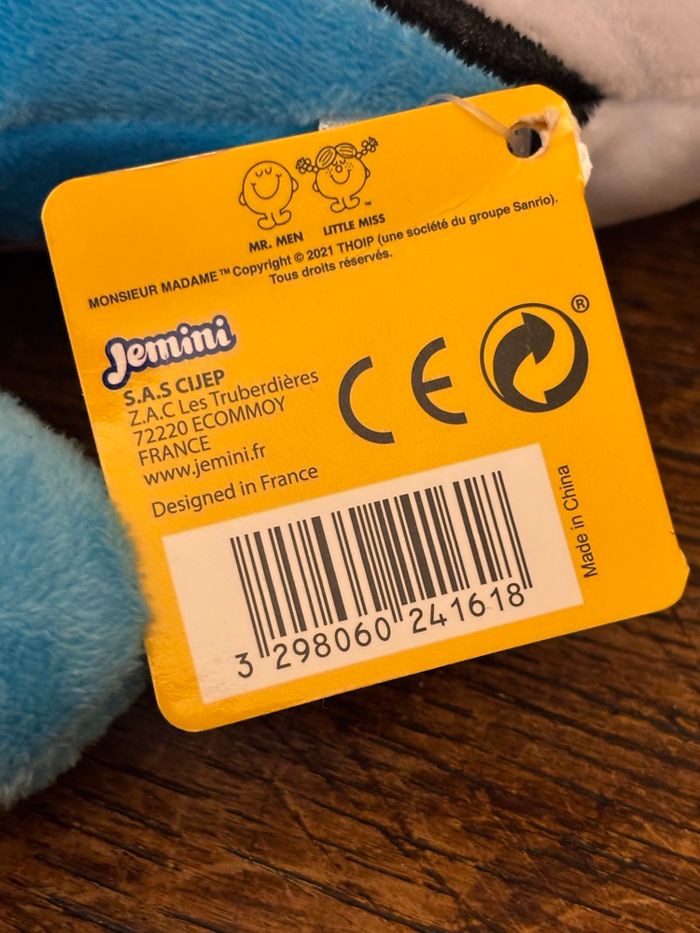 MR. MEN LITTLE MISS™
MONSIEUR MADAME™ Copyright © 2021 THOIP (une société du groupe Sanrio).
Tous droits réservés.
Jemini
S.A.S CIJEP
Z.A.C Les Truberdières
72220 ECOMMOY
FRANCE
www.jemini.fr
Designed in France
CE
®
3 298060 241618
Made in China